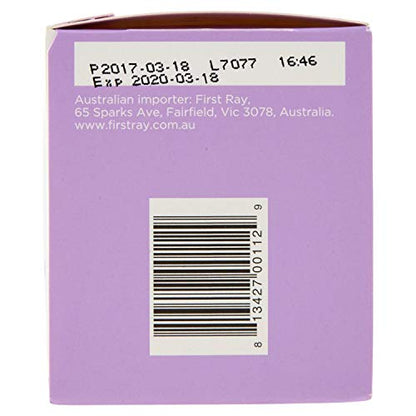 P2017-03-18 L7077 16:46
Exp 2020-03-18
Australian importer: First Ray,
65 Sparks Ave, Fairfield, Vic 3078, Australia.
www.firstray.com.au
8 13427 00112 9